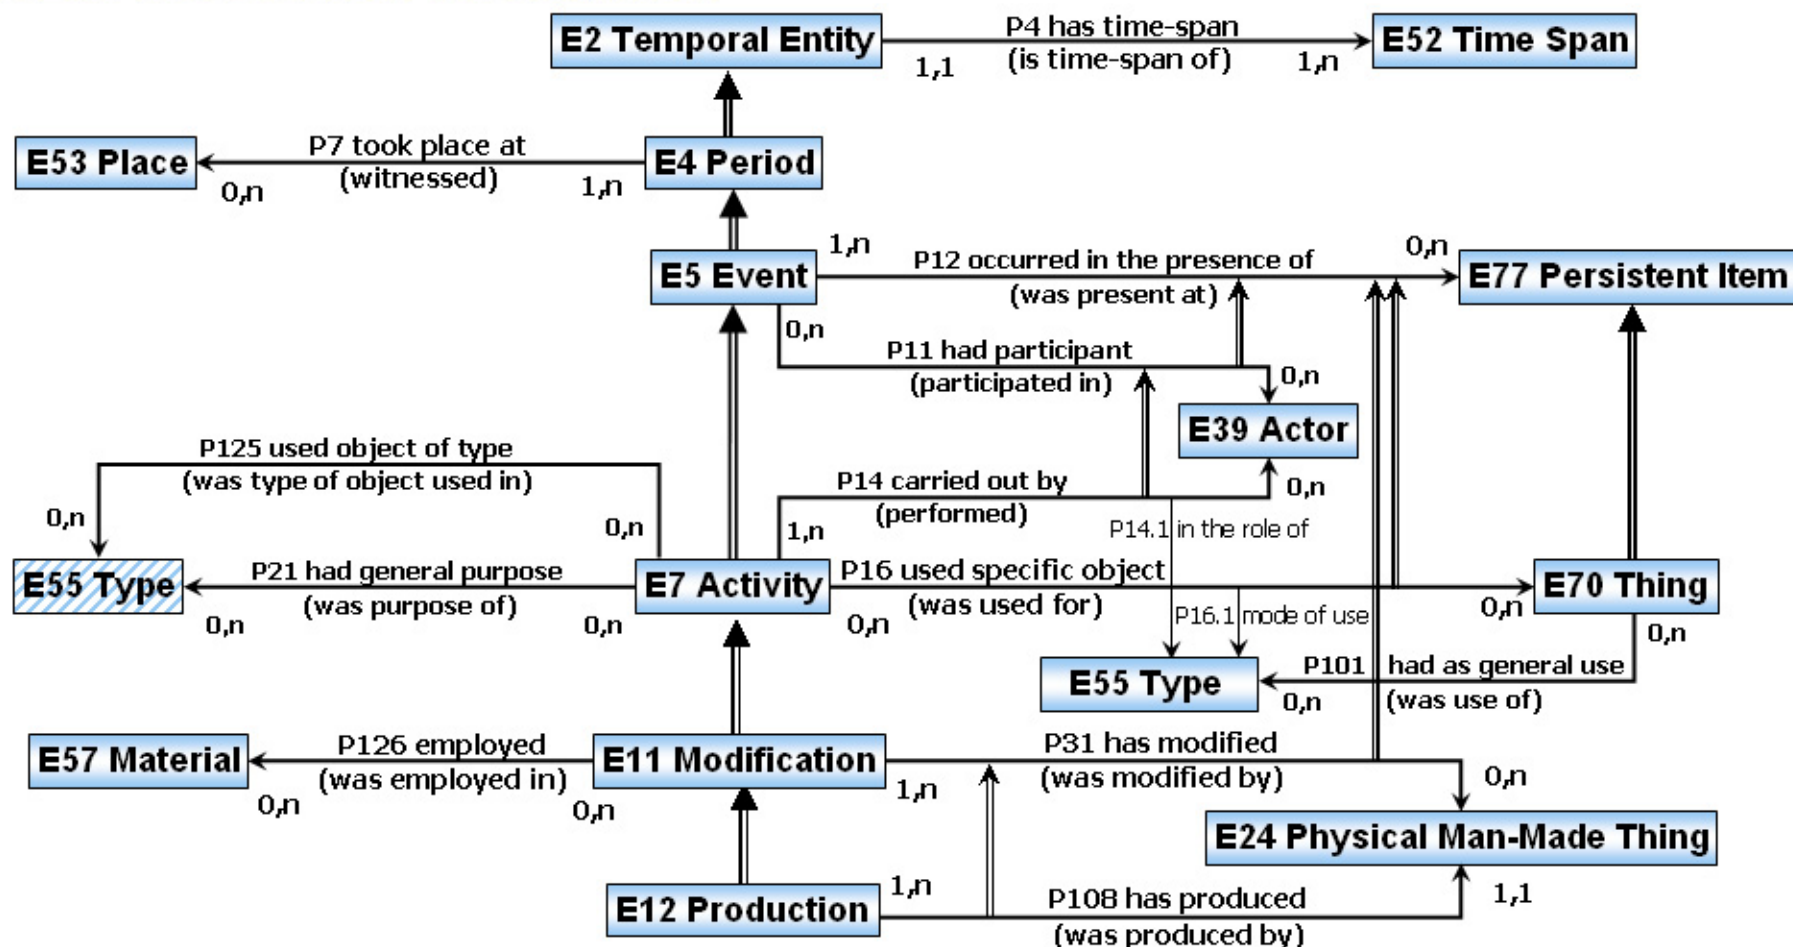 E2 Temporal Entity
P4 has time-span
(is time-span of)
1,1
1,n
E52 Time Span
E53 Place
P7 took place at
(witnessed)
0,n
1,n
E4 Period
E5 Event
1,n
P12 occurred in the presence of
(was present at)
0,n
E77 Persistent Item
0,n
P11 had participant
(participated in)
0,n
E39 Actor
P125 used object of type
(was type of object used in)
0,n
0,n
P14 carried out by
(performed)
1,n
0,n
P14.1 in the role of
E55 Type
P21 had general purpose
(was purpose of)
0,n
0,n
E7 Activity
P16 used specific object
(was used for)
0,n
0,n
E70 Thing
P16.1 mode of use
0,n
E55 Type
P101 had as general use
(was use of)
0,n
E57 Material
P126 employed
(was employed in)
0,n
0,n
E11 Modification
P31 has modified
(was modified by)
1,n
0,n
E24 Physical Man-Made Thing
E12 Production
1,n
P108 has produced
(was produced by)
1,1